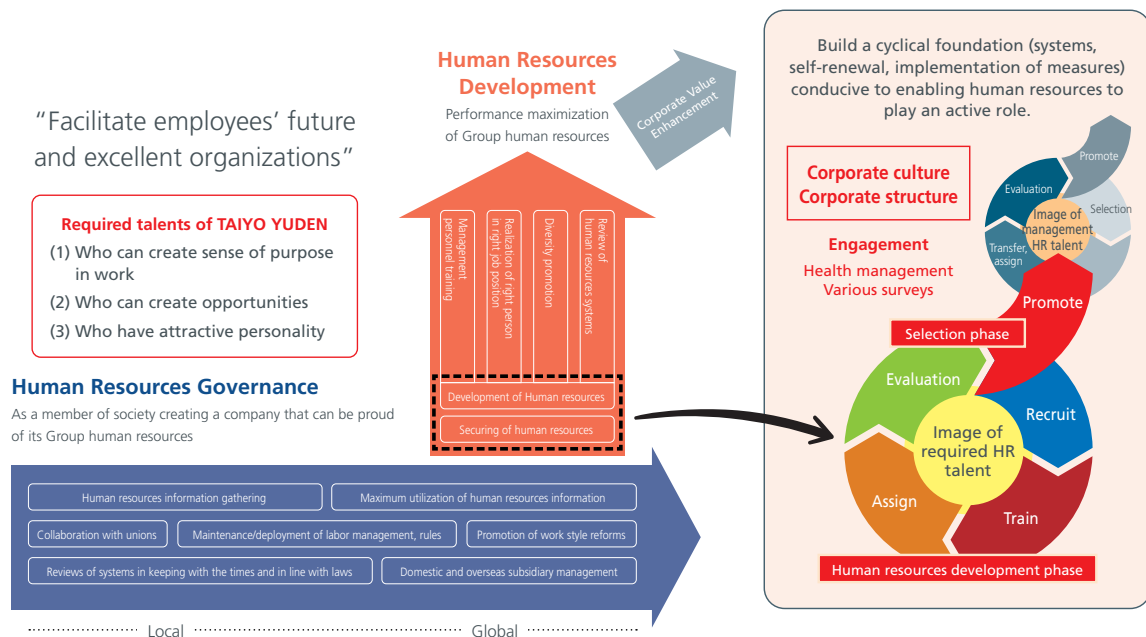 “Facilitate employees’ future
and excellent organizations”
Required talents of TAIYO YUDEN
(1) Who can create sense of purpose
in work
(2) Who can create opportunities
(3) Who have attractive personality
Human Resources Governance
As a member of society creating a company that can be proud
of its Group human resources
Human Resources
Development
Performance maximization
of Group human resources
Corporate Value
Enhancement
Management
personnel training
Realization of right person
in right job position
Diversity promotion
Review of
human resources systems
Development of Human resources
Securing of human resources
Human resources information gathering
Maximum utilization of human resources information
Collaboration with unions
Maintenance/deployment of labor management, rules
Promotion of work style reforms
Reviews of systems in keeping with the times and in line with laws
Domestic and overseas subsidiary management
Local
Global
Build a cyclical foundation (systems,
self-renewal, implementation of measures)
conducive to enabling human resources to
play an active role.
Corporate culture
Corporate structure
Engagement
Health management
Various surveys
Promote
Evaluation
Selection
Image of
management
HR talent
Transfer,
assign
Promote
Selection phase
Evaluation
Recruit
Image of
required HR
talent
Assign
Train
Human resources development phase